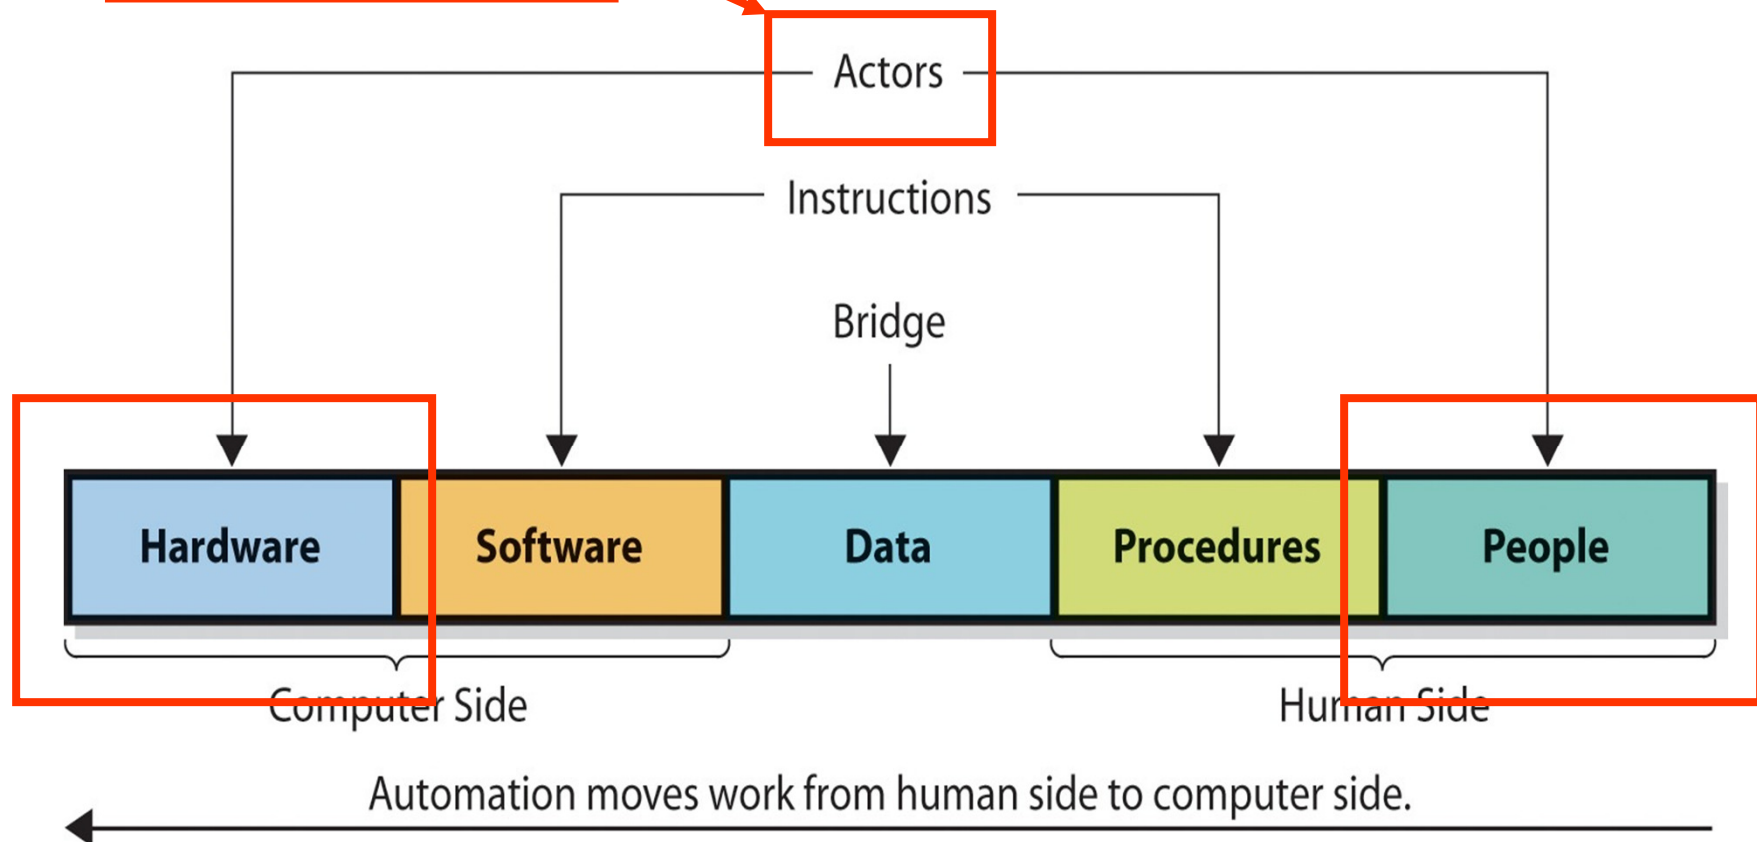 Actors
Instructions
Bridge
Hardware Software Data Procedures People
Computer Side Human Side
Automation moves work from human side to computer side.